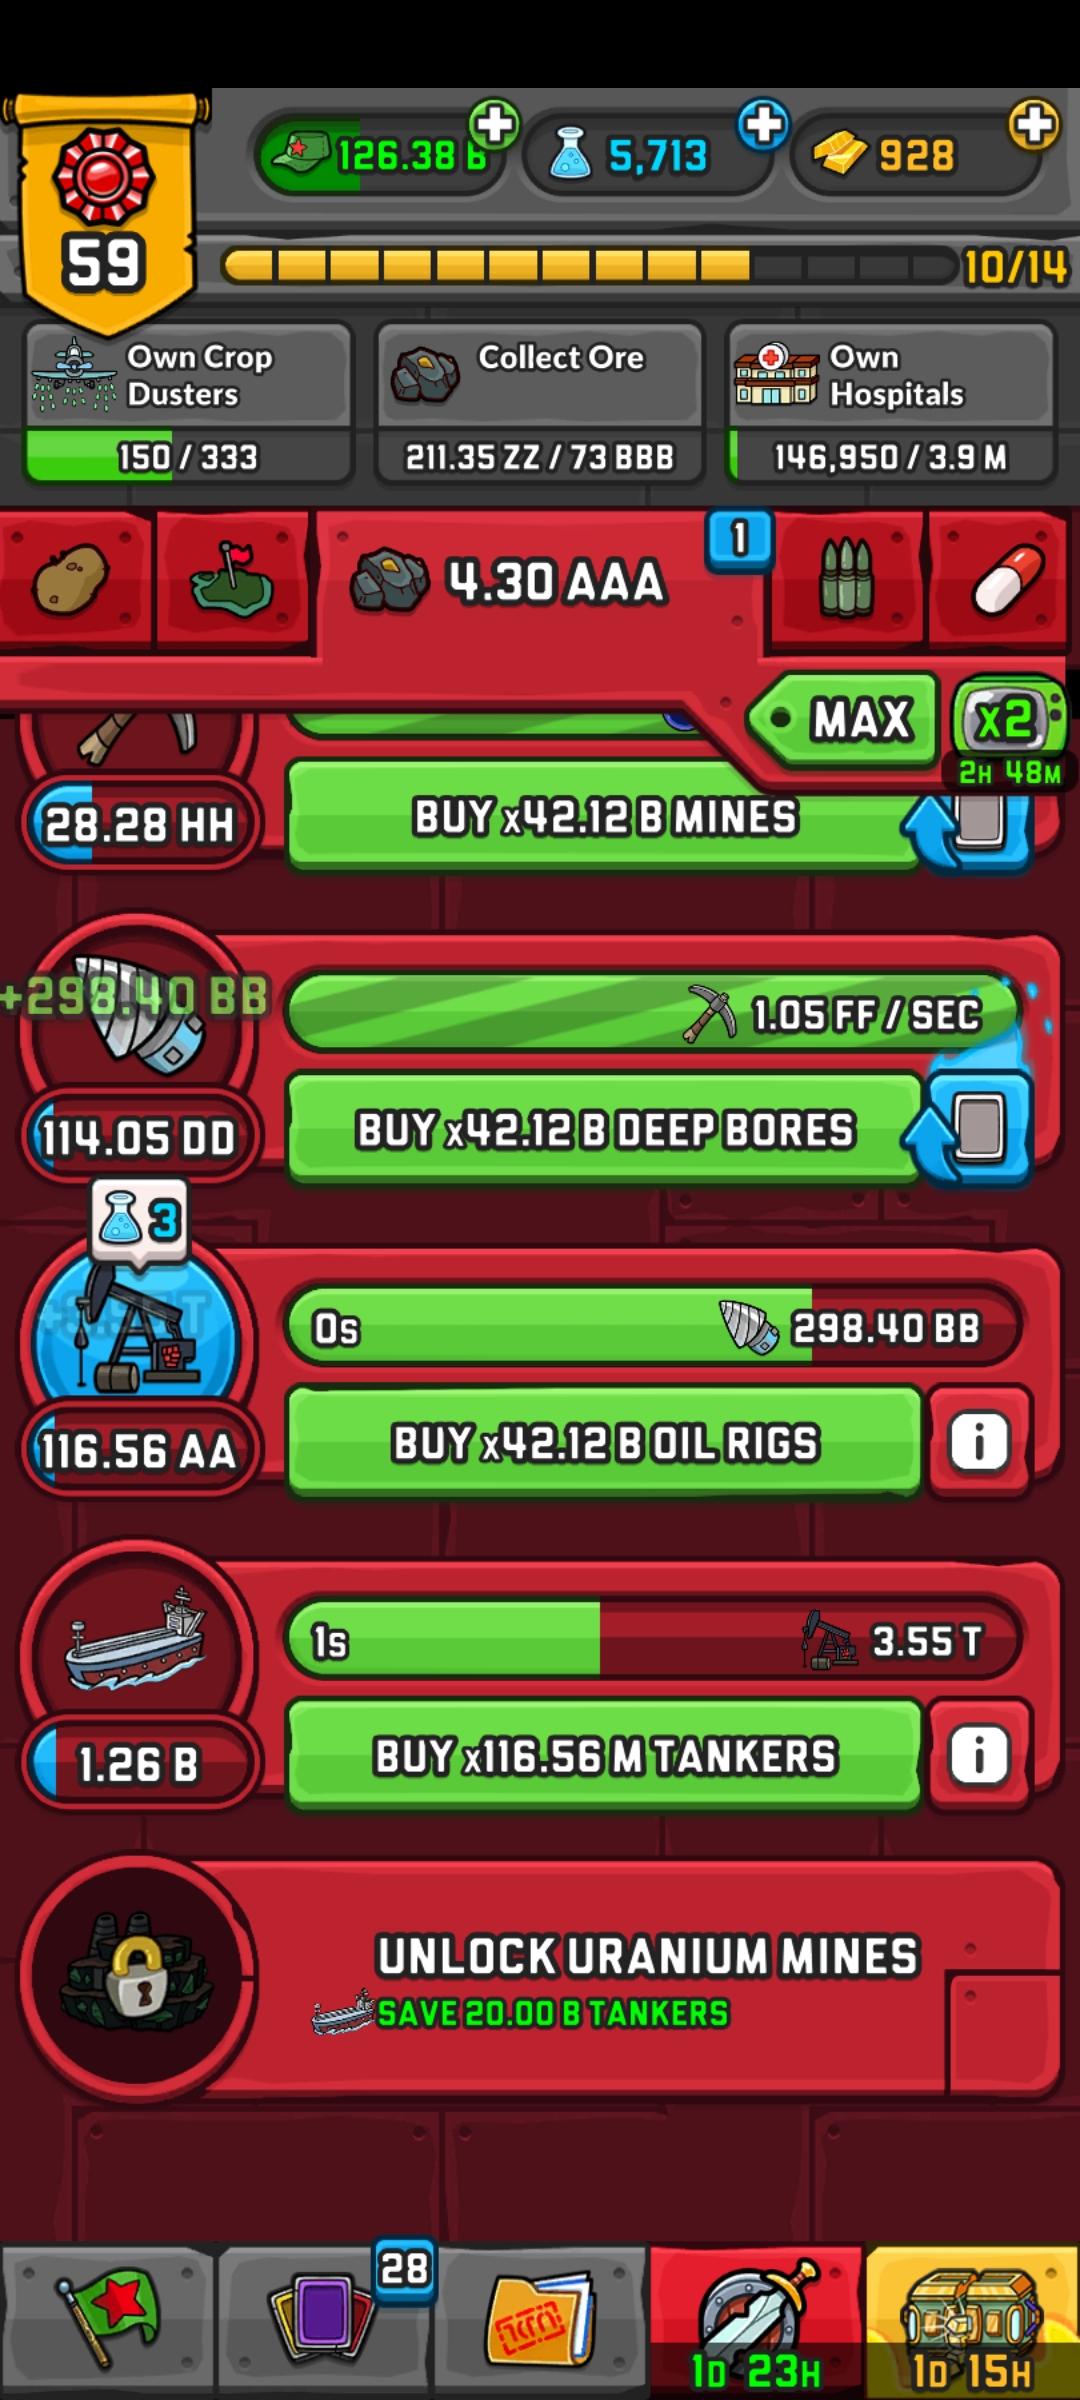 126.38 B
5,713
928
59
10/14
Own Crop
Dusters
150 / 333
Collect Ore
211.35 ZZ / 73 BBB
Own
Hospitals
146,950 / 3.9 M
4.30 AAA
1
MAX
x2
2H 48M
28.28 HH
BUY x42.12 B MINES
+298.40 BB
1.05 FF / SEC
114.05 DD
BUY x42.12 B DEEP BORES
3
0s
298.40 BB
116.56 AA
BUY x42.12 B OIL RIGS
i
1s
3.55 T
1.26 B
BUY x116.56 M TANKERS
i
UNLOCK URANIUM MINES
SAVE 20.00 B TANKERS
28
1D 23H
1D 15H